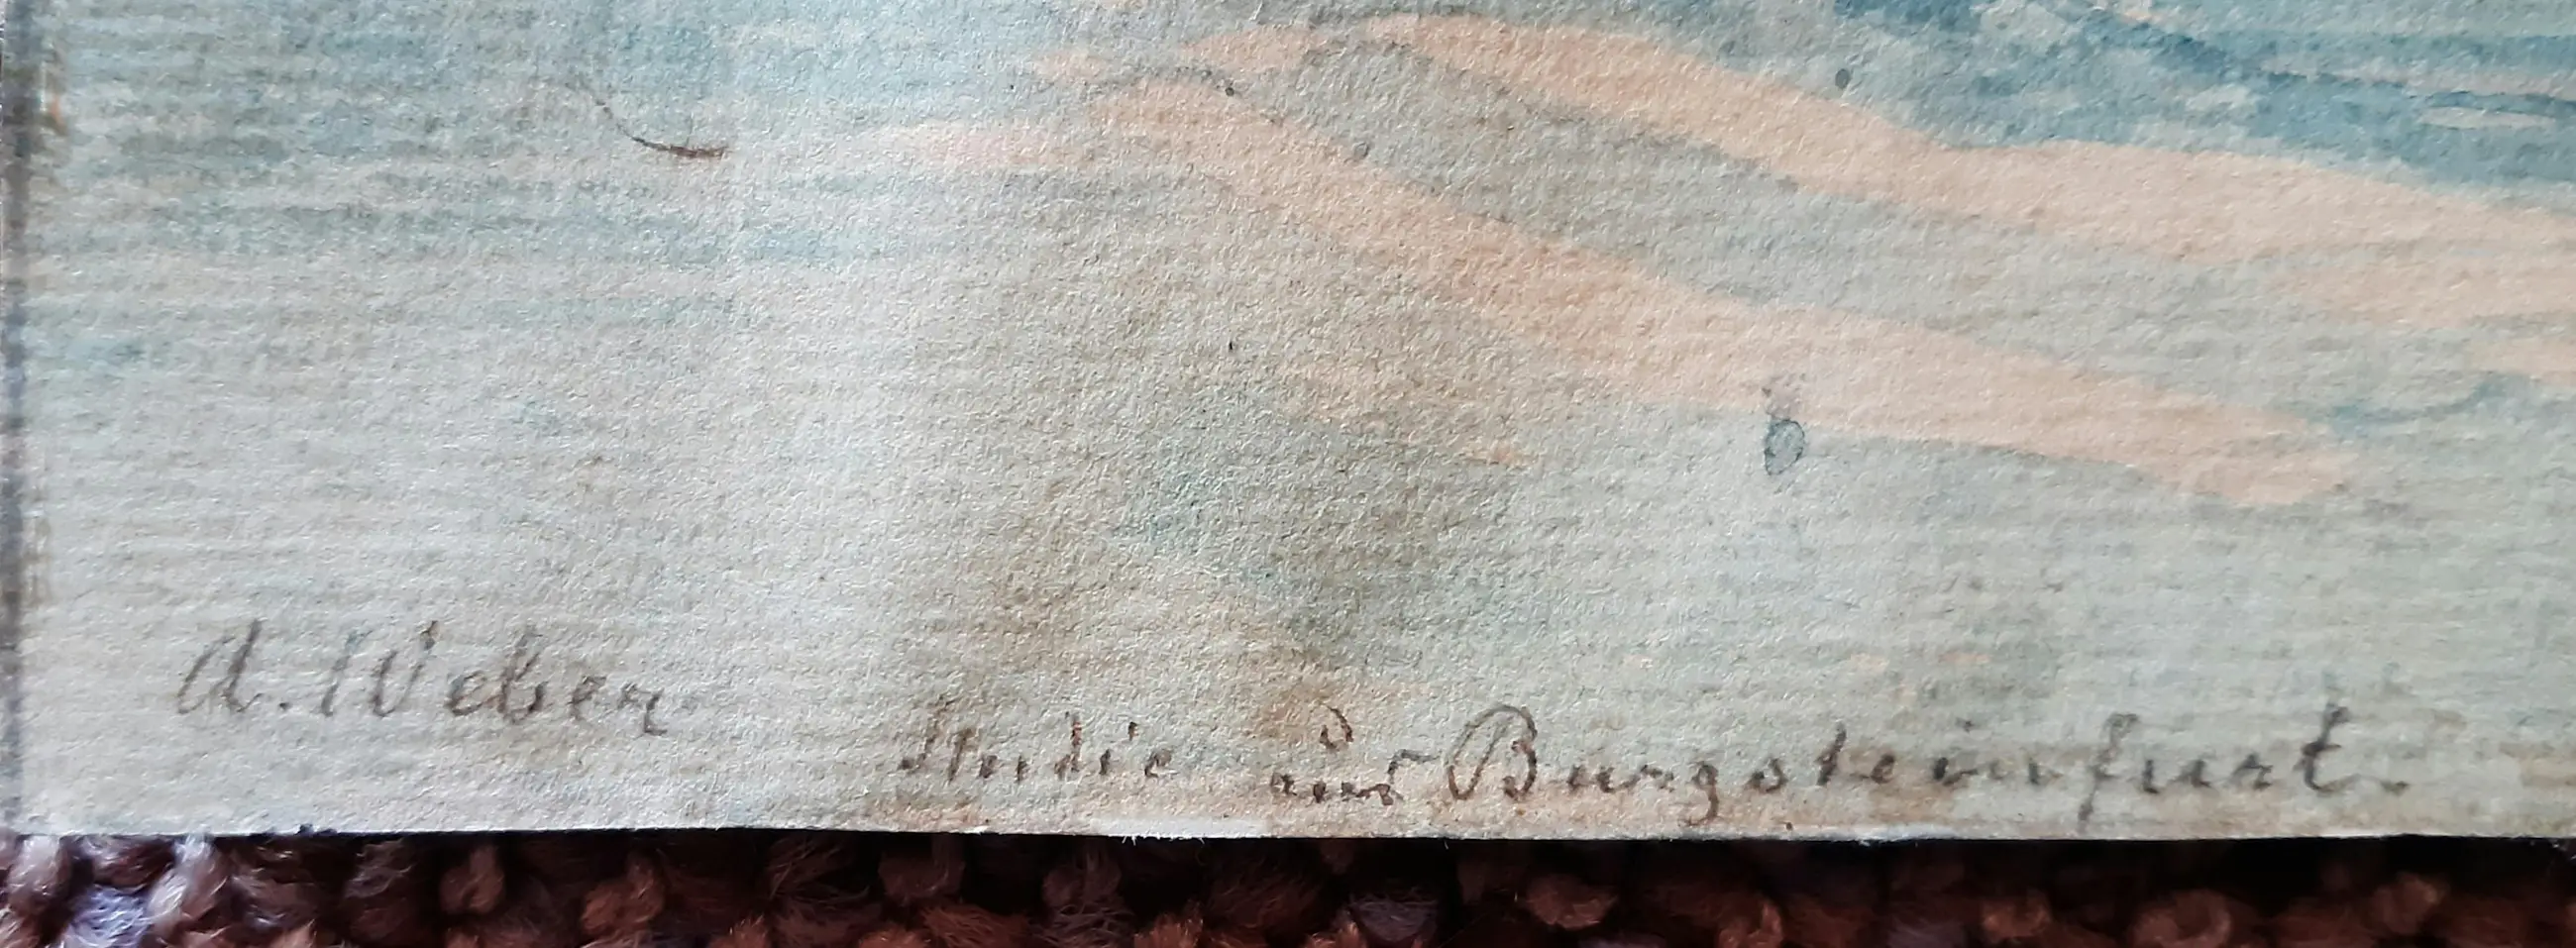 A. Weber
Studie aus Burgsteinfurt.